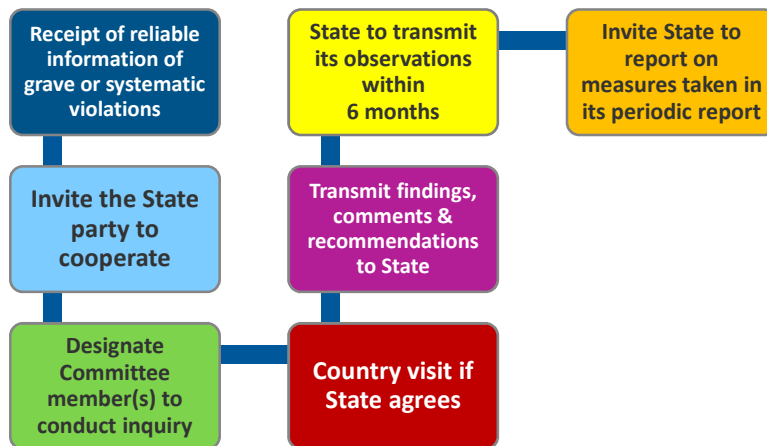 Receipt of reliable
information of
grave or systematic
violations
Invite the State
party to
cooperate
Designate
Committee
member(s) to
conduct inquiry
Country visit if
State agrees
Transmit findings,
comments &
recommendations
to State
State to transmit
its observations
within
6 months
Invite State to
report on
measures taken in
its periodic report